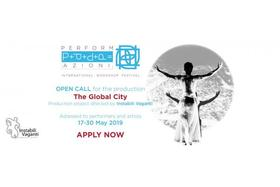 PERFORM
AZIONI
INTERNATIONAL WORKSHOP FESTIVAL
OPEN CALL for the production
The Global City
Production project directed by Instabili Vaganti
Adressed to performers and artists
17-30 May 2019
APPLY NOW
Instabili
Vaganti